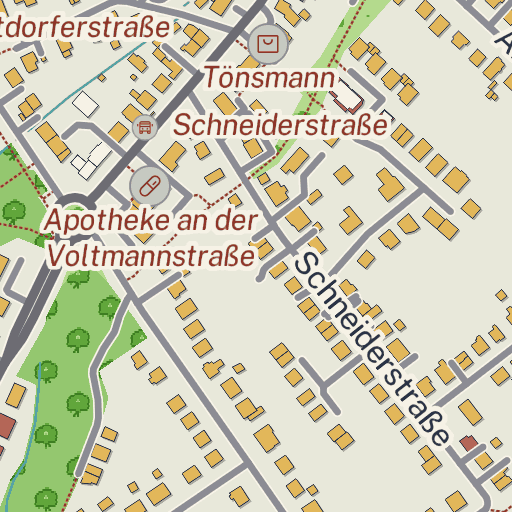 tdorferstraße
Tönsmann
Schneiderstraße
Apotheke an der
Voltmannstraße
Schneiderstraße
A